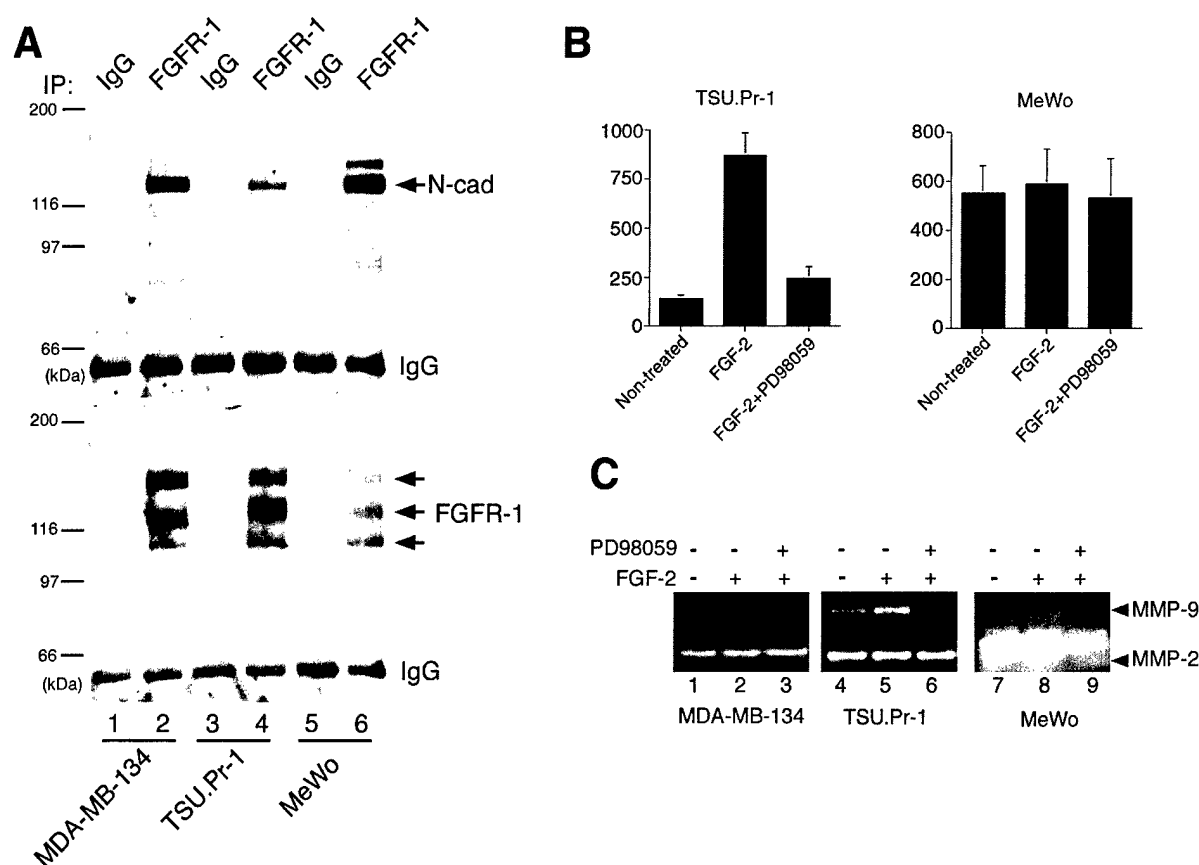 A
IP: IgG FGFR-1 IgG FGFR-1 IgG FGFR-1
200
N-cad
116
97
66
(kDa)
IgG
200
FGFR-1
116
97
66
(kDa)
IgG
1 2 3 4 5 6
MDA-MB-134 TSU.Pr-1 MeWo
B
TSU.Pr-1
1000
750
500
250
0
Non-treated FGF-2 FGF-2+PD98059
MeWo
800
600
400
200
0
Non-treated FGF-2 FGF-2+PD98059
C
PD98059 - - + - - + - - +
FGF-2 - + + - + + - + +
MMP-9
MMP-2
1 2 3 4 5 6 7 8 9
MDA-MB-134 TSU.Pr-1 MeWo